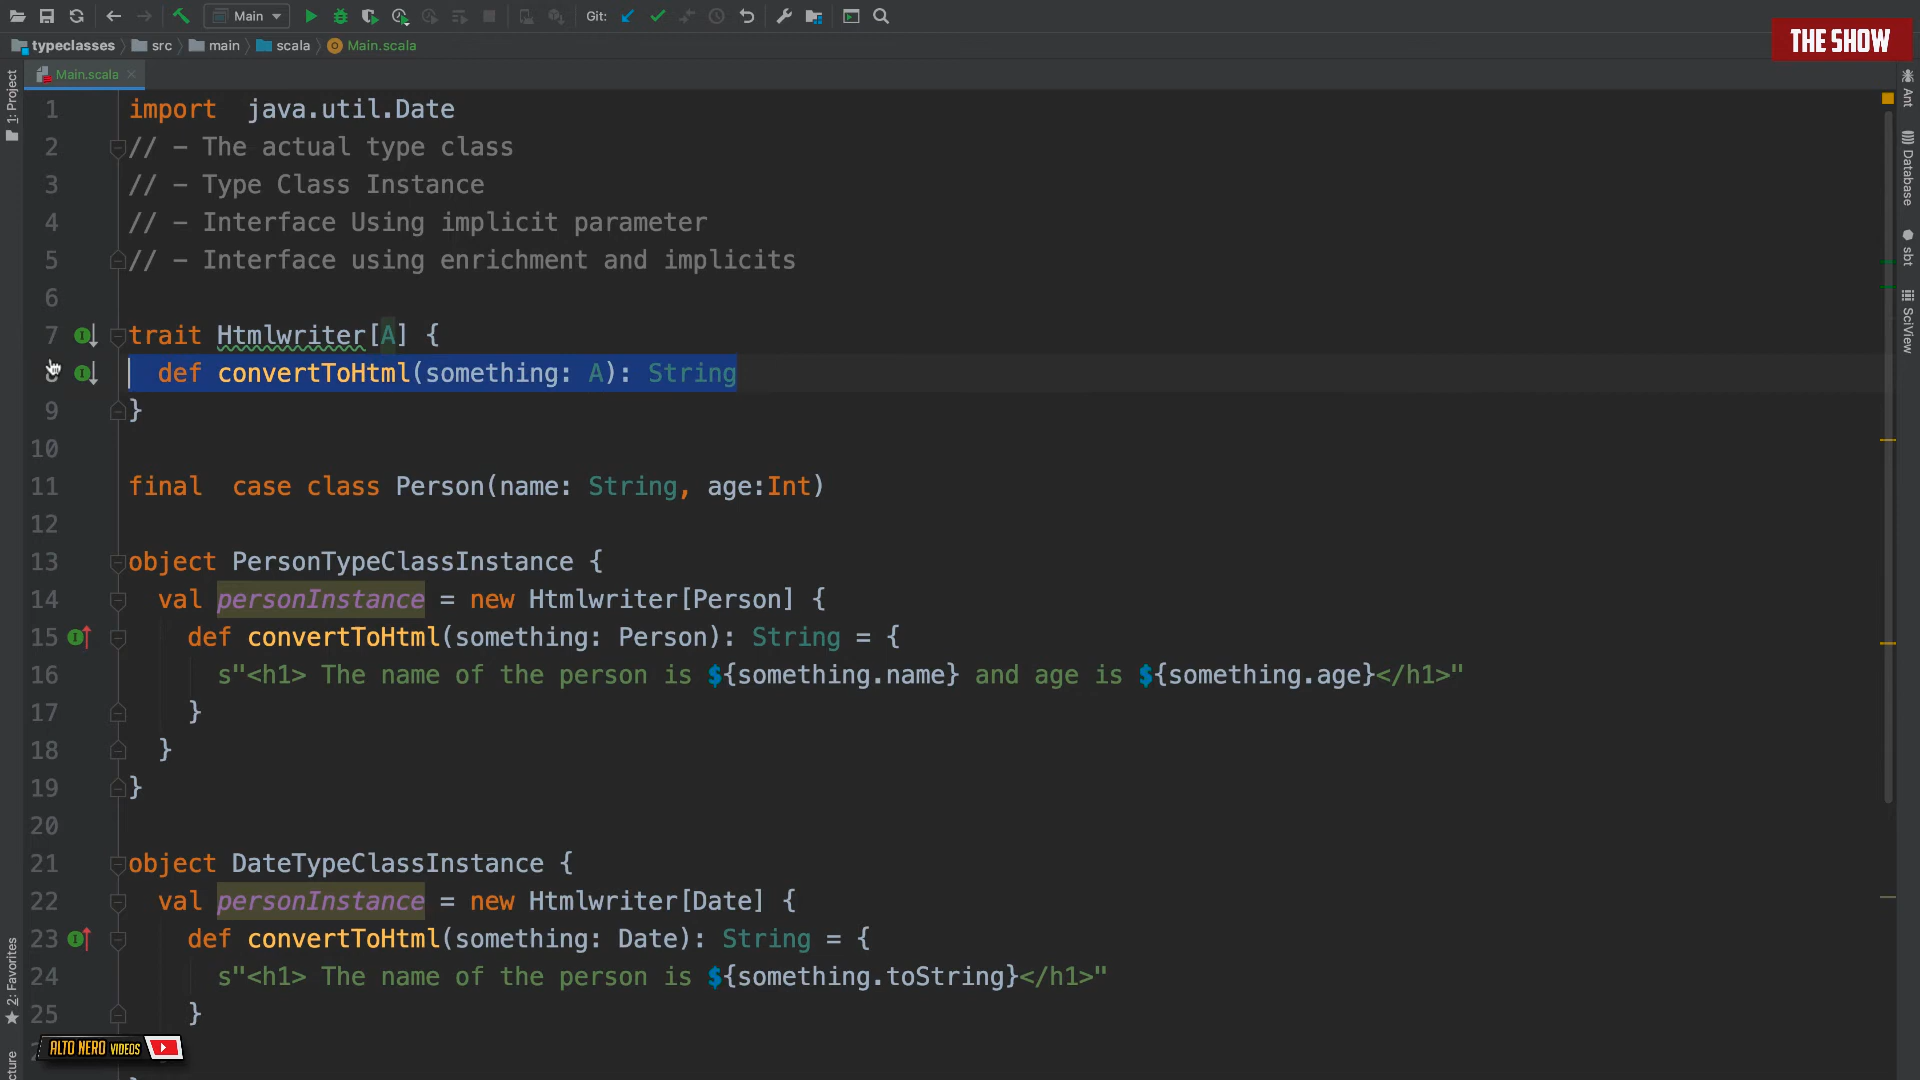 Main
Git:
typeclasses
src
main
scala
Main.scala
THE SHOW
Main.scala
1: Project
1 import  java.util.Date
2 // – The actual type class
3 // – Type Class Instance
4 // – Interface Using implicit parameter
5 // – Interface using enrichment and implicits
6
7 trait Htmlwriter[A] {
def convertToHtml(something: A): String
9 }
10
11 final  case class Person(name: String, age:Int)
12
13 object PersonTypeClassInstance {
14 val personInstance = new Htmlwriter[Person] {
15 def convertToHtml(something: Person): String = {
16 s"<h1> The name of the person is ${something.name} and age is ${something.age}</h1>"
17 }
18 }
19 }
20
21 object DateTypeClassInstance {
22 val personInstance = new Htmlwriter[Date] {
23 def convertToHtml(something: Date): String = {
24 s"<h1> The name of the person is ${something.toString}</h1>"
25 }
Ant
Database
sbt
SciView
2: Favorites
ALTO NERO VIDEOS